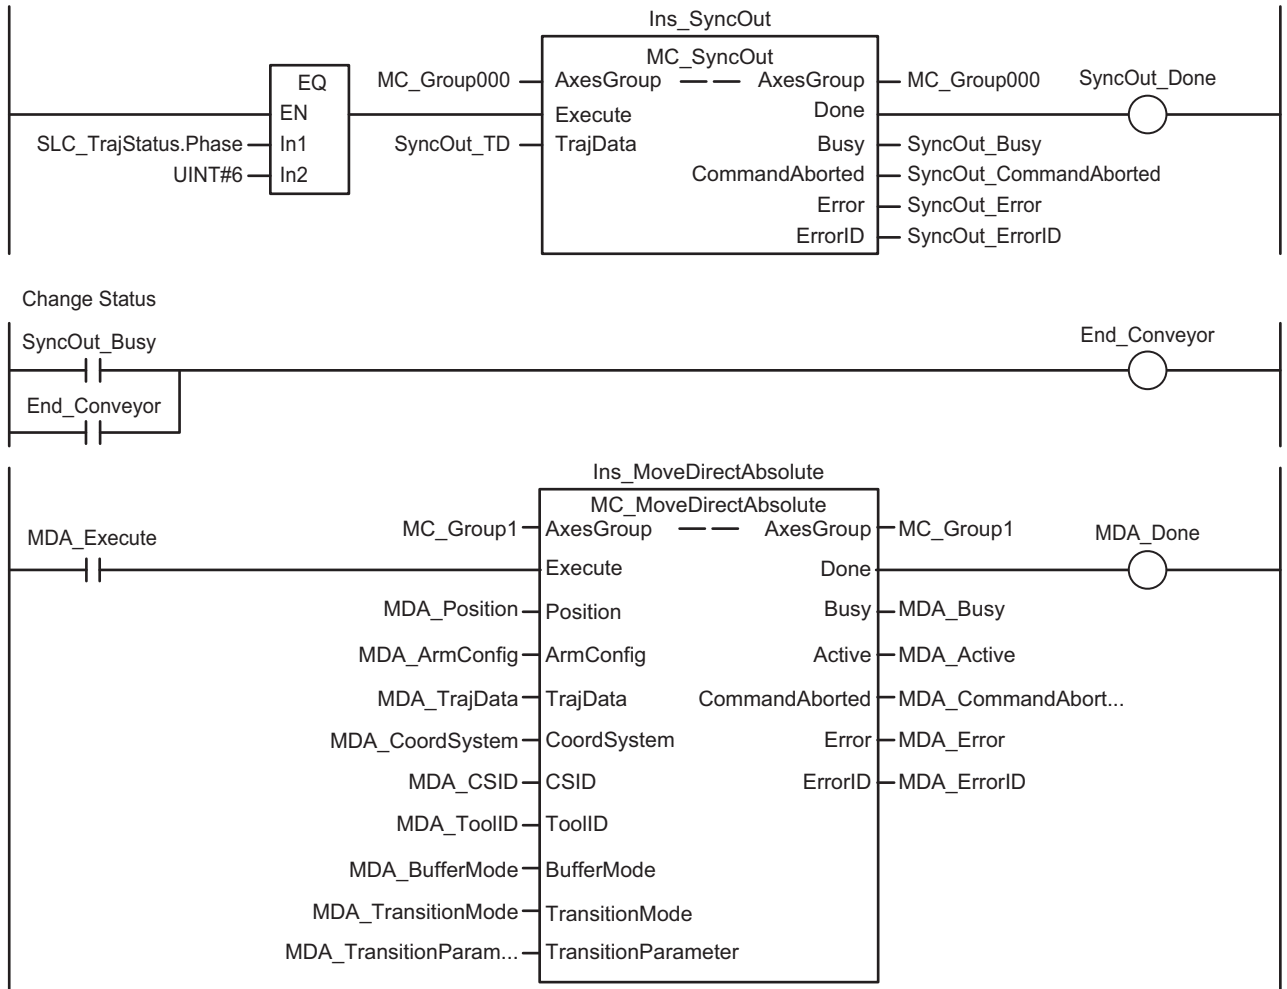 Ins_SyncOut
MC_SyncOut
EQ
MC_Group000 AxesGroup AxesGroup MC_Group000 SyncOut_Done
EN Execute Done
SLC_TrajStatus.Phase In1 SyncOut_TD TrajData Busy SyncOut_Busy
UINT#6 In2 CommandAborted SyncOut_CommandAborted
Error SyncOut_Error
ErrorID SyncOut_ErrorID
Change Status
SyncOut_Busy End_Conveyor
End_Conveyor
Ins_MoveDirectAbsolute
MC_MoveDirectAbsolute
MC_Group1 AxesGroup AxesGroup MC_Group1
MDA_Execute MDA_Done
Execute Done
MDA_Position Position Busy MDA_Busy
MDA_ArmConfig ArmConfig Active MDA_Active
MDA_TrajData TrajData CommandAborted MDA_CommandAbort...
MDA_CoordSystem CoordSystem Error MDA_Error
MDA_CSID CSID ErrorID MDA_ErrorID
MDA_ToolID ToolID
MDA_BufferMode BufferMode
MDA_TransitionMode TransitionMode
MDA_TransitionParam... TransitionParameter